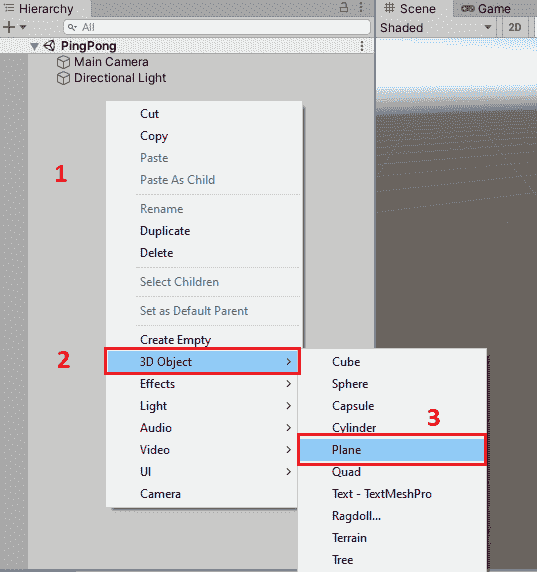 Hierarchy
All
PingPong
Main Camera
Directional Light
Scene
Game
Shaded
2D
1
Cut
Copy
Paste
Paste As Child
Rename
Duplicate
Delete
Select Children
Set as Default Parent
Create Empty
2
3D Object
Effects
Light
Audio
Video
UI
Camera
Cube
Sphere
Capsule
Cylinder
3
Plane
Quad
Text - TextMeshPro
Ragdoll...
Terrain
Tree